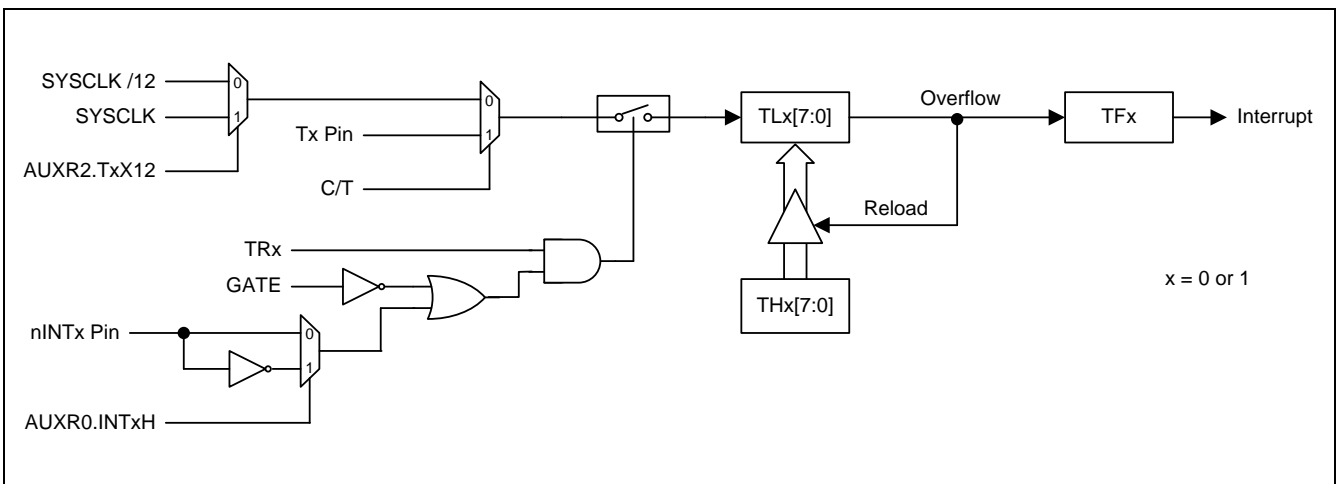 SYSCLK /12
0
SYSCLK
1
AUXR2.TxX12
0
Tx Pin
1
C/T
TLx[7:0]
Overflow
TFx
Interrupt
Reload
TRx
GATE
THx[7:0]
x = 0 or 1
nINTx Pin
0
1
AUXR0.INTxH